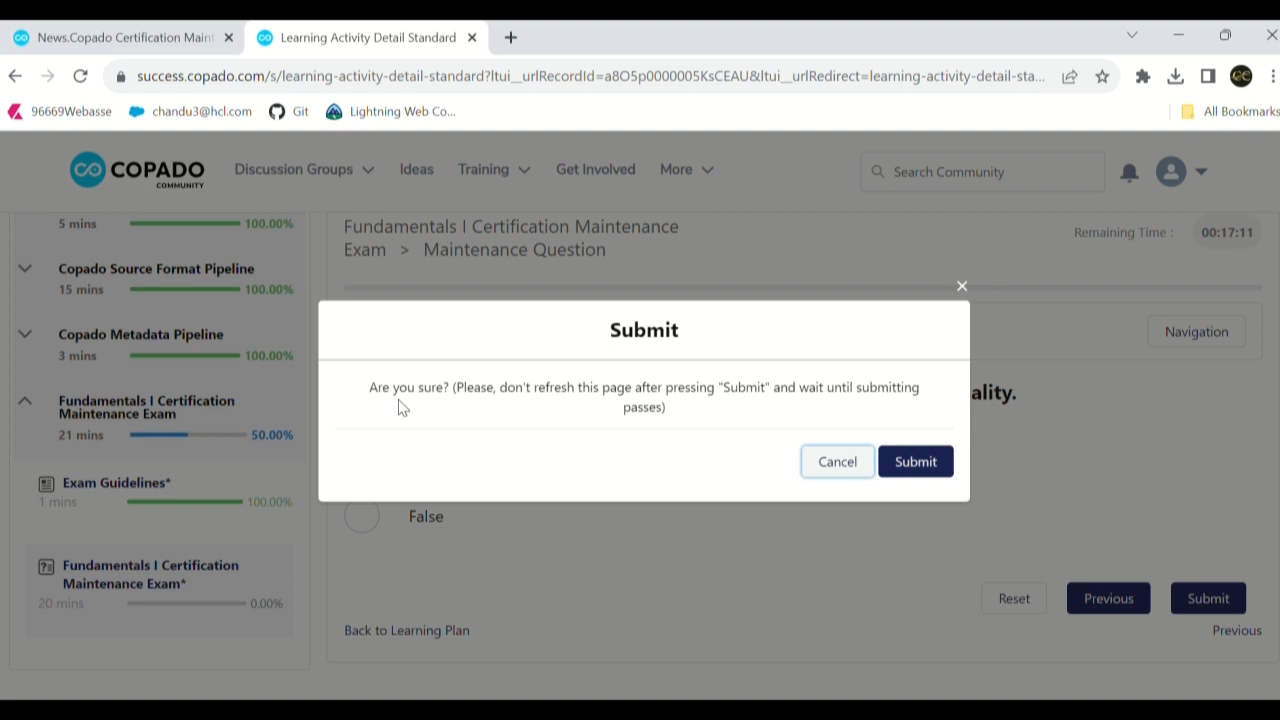 News.Copado Certification Maint
Learning Activity Detail Standard
success.copado.com/s/learning-activity-detail-standard?ltui__urlRecordId=a8O5p0000005KsCEAU&ltui__urlRedirect=learning-activity-detail-sta...
96669Webasse
chandu3@hcl.com
Git
Lightning Web Co...
All Bookmarks
COPADO
COMMUNITY
Discussion Groups
Ideas
Training
Get Involved
More
Search Community
5 mins
100.00%
Copado Source Format Pipeline
15 mins
100.00%
Copado Metadata Pipeline
3 mins
100.00%
Fundamentals I Certification
Maintenance Exam
21 mins
50.00%
Exam Guidelines*
1 mins
100.00%
Fundamentals I Certification
Maintenance Exam*
20 mins
0.00%
Fundamentals I Certification Maintenance
Exam > Maintenance Question
Remaining Time :
00:17:11
Navigation
ality.
Submit
Are you sure? (Please, don't refresh this page after pressing "Submit" and wait until submitting
passes)
Cancel
Submit
False
Reset
Previous
Submit
Back to Learning Plan
Previous